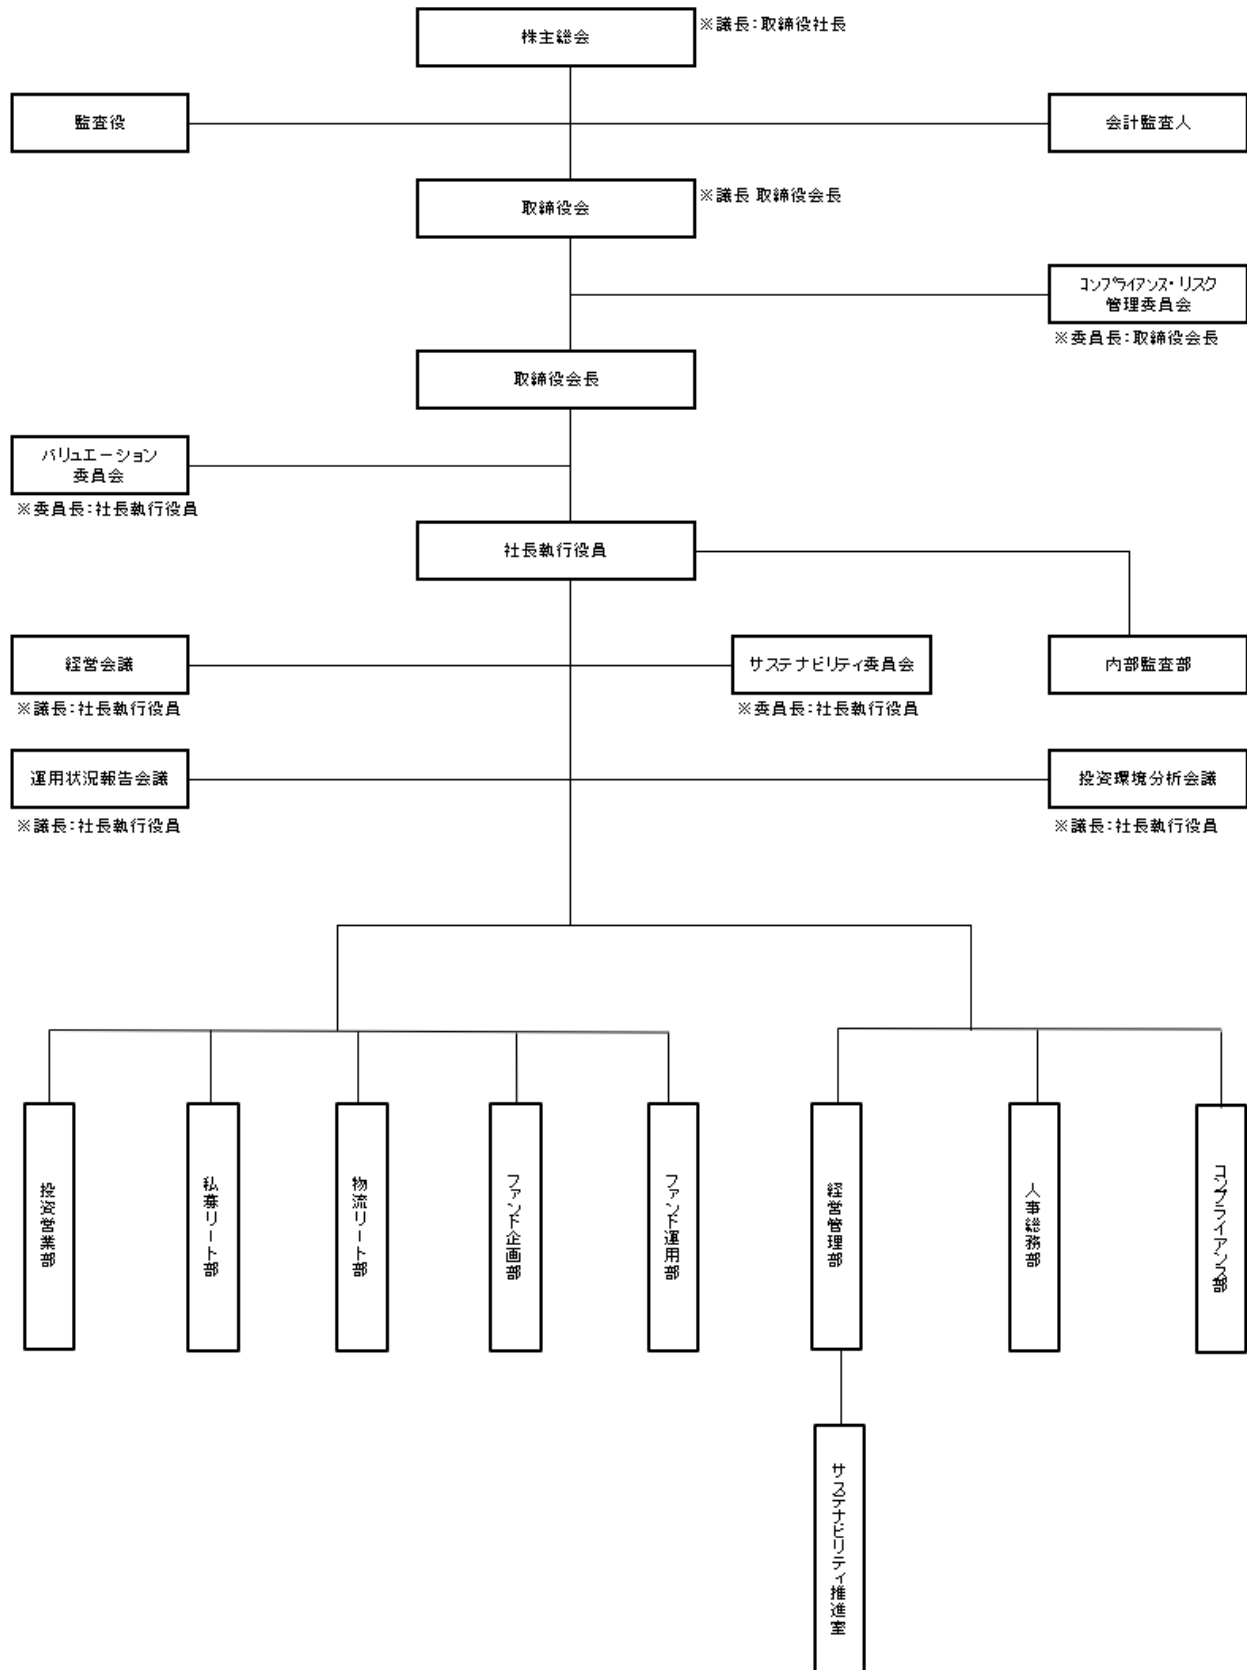 株主総会
※議長：取締役社長
監査役
会計監査人
取締役会
※議長 取締役会長
コンプライアンス・リスク
管理委員会
※委員長：取締役会長
取締役会長
バリュエーション
委員会
※委員長：社長執行役員
社長執行役員
経営会議
※議長：社長執行役員
サステナビリティ委員会
※委員長：社長執行役員
内部監査部
運用状況報告会議
※議長：社長執行役員
投資環境分析会議
※議長：社長執行役員
投資営業部
私募リート部
物流リート部
ファンド企画部
ファンド運用部
経営管理部
人事総務部
コンプライアンス部
サステナビリティ推進室